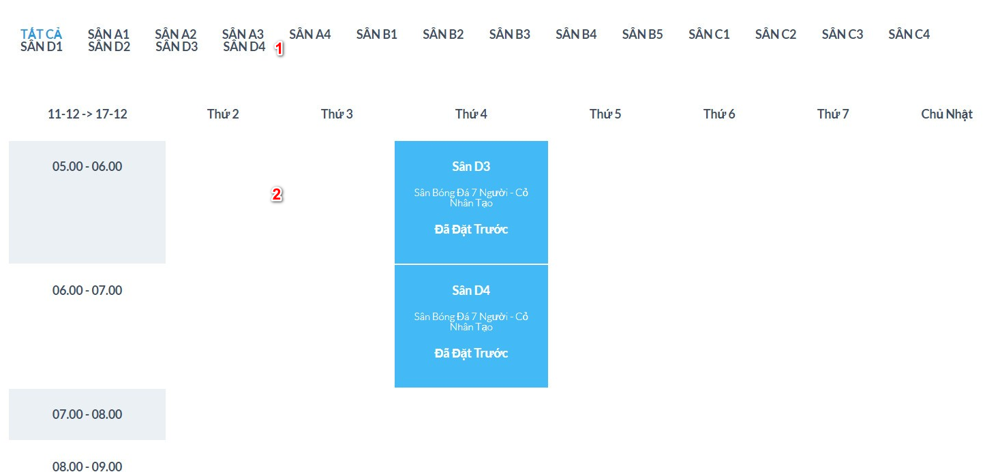 TẤT CẢ SÂN A1 SÂN A2 SÂN A3 SÂN A4 SÂN B1 SÂN B2 SÂN B3 SÂN B4 SÂN B5 SÂN C1 SÂN C2 SÂN C3 SÂN C4
SÂN D1 SÂN D2 SÂN D3 SÂN D4 1
11-12 -> 17-12 Thứ 2 Thứ 3 Thứ 4 Thứ 5 Thứ 6 Thứ 7 Chủ Nhật
05.00 - 06.00 Sân D3
2 Sân Bóng Đá 7 Người - Cỏ
Nhân Tạo
Đã Đặt Trước
06.00 - 07.00 Sân D4
Sân Bóng Đá 7 Người - Cỏ
Nhân Tạo
Đã Đặt Trước
07.00 - 08.00
08.00 - 09.00